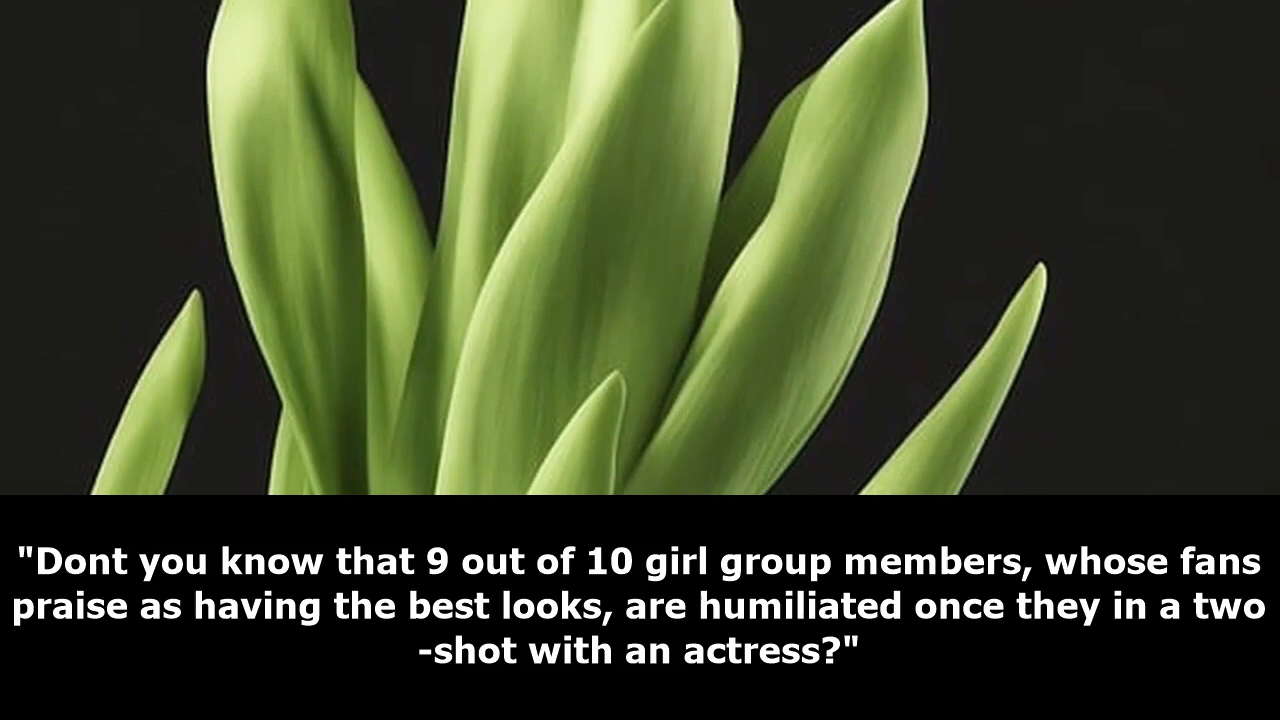 "Dont you know that 9 out of 10 girl group members, whose fans
praise as having the best looks, are humiliated once they in a two
-shot with an actress?"